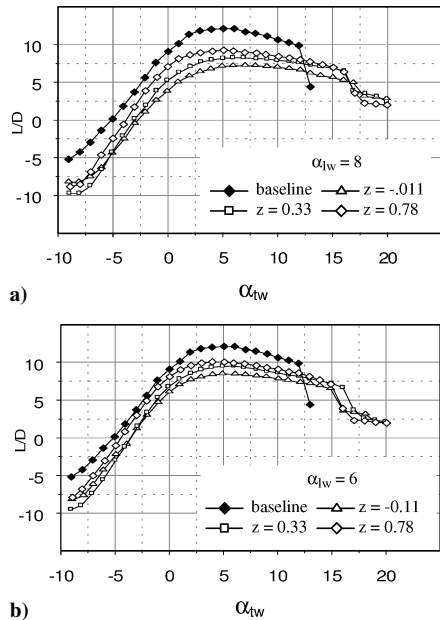 10
5
0
-5
-10
L/D
α_lw = 8
baseline
z = -.011
z = 0.33
z = 0.78
-10 -5 0 5 10 15 20 25
a)
α_tw
10
5
0
-5
-10
L/D
α_lw = 6
baseline
z = -0.11
z = 0.33
z = 0.78
-10 -5 0 5 10 15 20 25
b)
α_tw